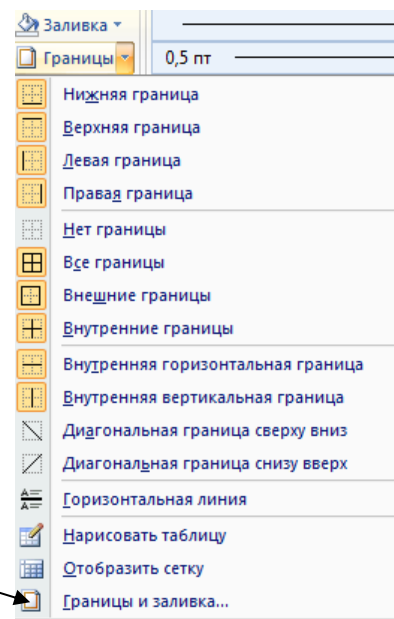 Заливка
Границы 0,5 пт
Нижняя граница
Верхняя граница
Левая граница
Правая граница
Нет границы
Все границы
Внешние границы
Внутренние границы
Внутренняя горизонтальная граница
Внутренняя вертикальная граница
Диагональная граница сверху вниз
Диагональная граница снизу вверх
Горизонтальная линия
Нарисовать таблицу
Отобразить сетку
Границы и заливка...